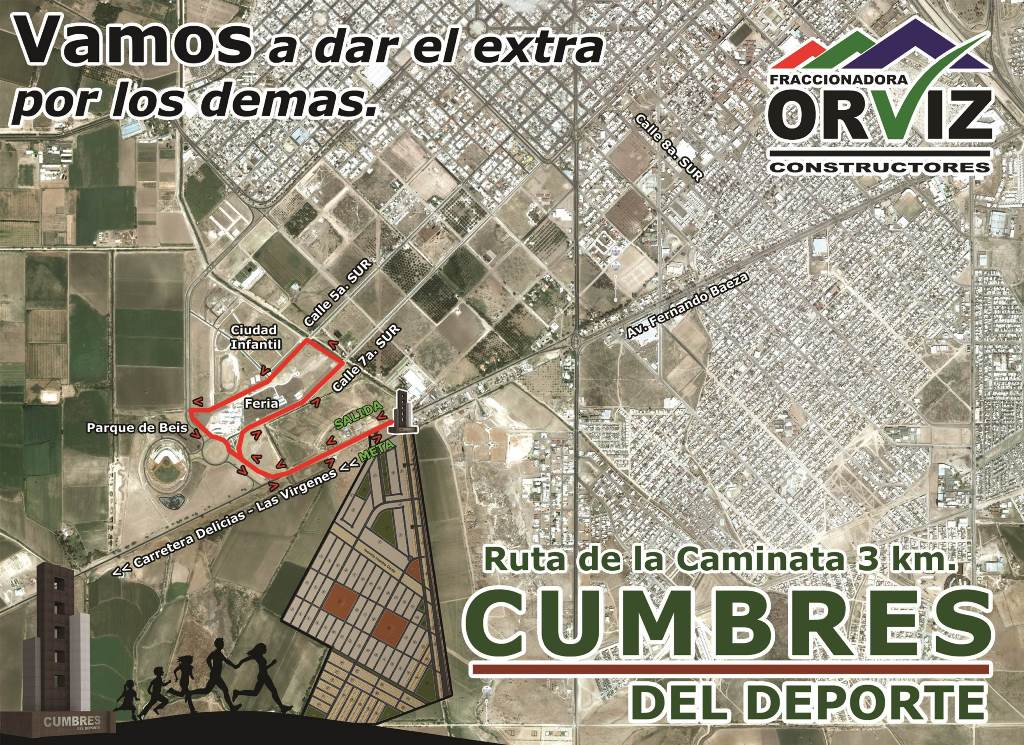 Vamos a dar el extra
por los demas.
FRACCIONADORA
ORVIZ
CONSTRUCTORES
Calle 8a. SUR
Calle 5a. SUR
Av. Fernando Baeza
Ciudad
Infantil
Calle 7a. SUR
Feria
SALIDA
Parque de Beis
<< META
<< Carretera Delicias - Las Virgenes
Ruta de la Caminata 3 km.
CUMBRES
DEL DEPORTE
CUMBRES
DEL DEPORTE